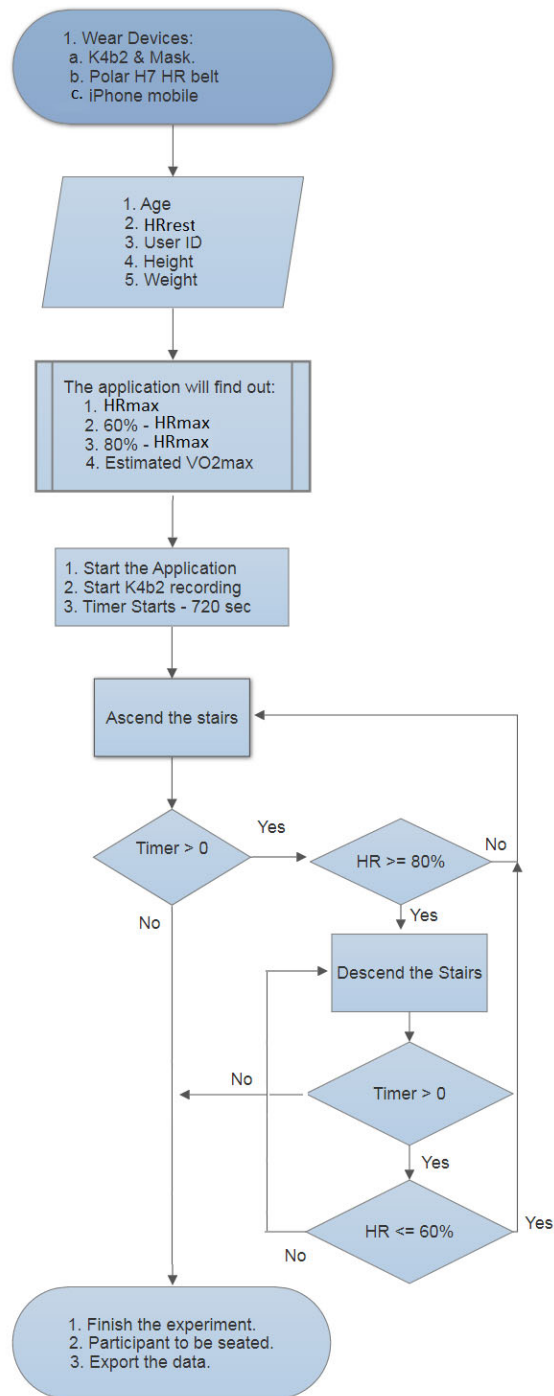 1. Wear Devices:
a. K4b2 & Mask.
b. Polar H7 HR belt
c. iPhone mobile
1. Age
2. HRrest
3. User ID
4. Height
5. Weight
The application will find out:
1. HRmax
2. 60% - HRmax
3. 80% - HRmax
4. Estimated VO2max
1. Start the Application
2. Start K4b2 recording
3. Timer Starts - 720 sec
Ascend the stairs
Timer > 0
Yes
HR >= 80%
No
No
Yes
Descend the Stairs
Timer > 0
No
Yes
HR <= 60%
No
Yes
1. Finish the experiment.
2. Participant to be seated.
3. Export the data.